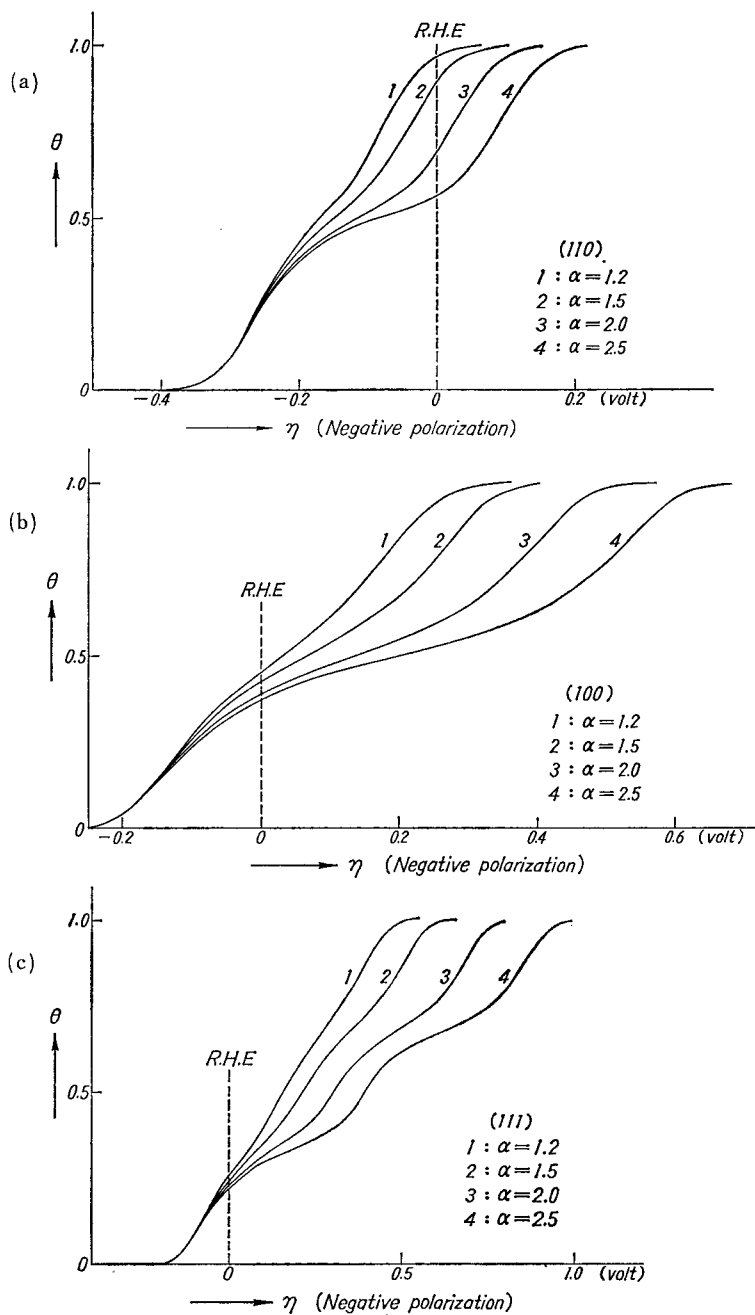 (a)
R.H.E
1.0
1 2 3 4
θ
0.5
(110)
1 : α=1.2
2 : α=1.5
3 : α=2.0
4 : α=2.5
0
−0.4 −0.2 0 0.2 (volt)
η (Negative polarization)
(b)
1.0
1 2 3 4
θ
R.H.E
0.5
(100)
1 : α=1.2
2 : α=1.5
3 : α=2.0
4 : α=2.5
0
−0.2 0 0.2 0.4 0.6 (volt)
η (Negative polarization)
(c)
1.0
1 2 3 4
θ
R.H.E
0.5
(111)
1 : α=1.2
2 : α=1.5
3 : α=2.0
4 : α=2.5
0
0 0.5 1.0 (volt)
η (Negative polarization)